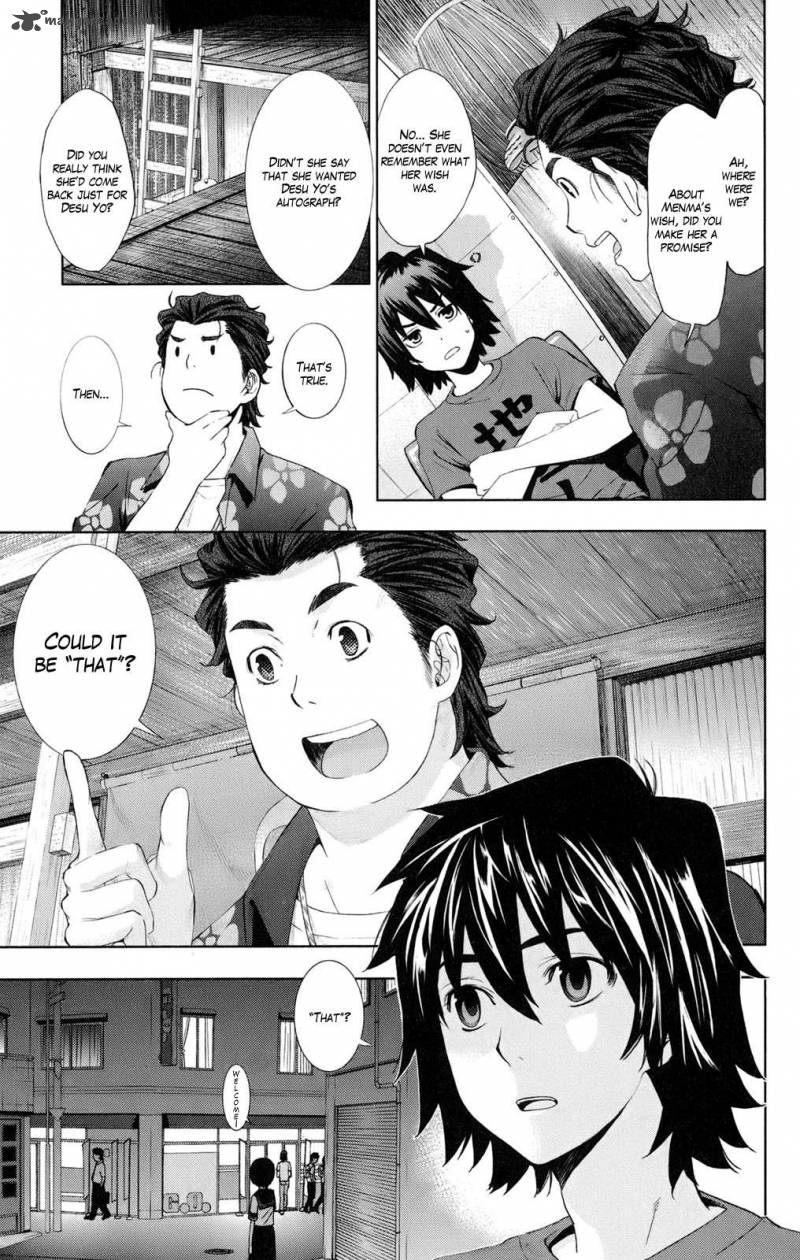 AH,
WHERE
WERE
WE?
ABOUT
MENMA'S
WISH, DID YOU
MAKE HER A
PROMISE?
NO... SHE
DOESN'T EVEN
REMEMBER WHAT
HER WISH
WAS.
地
DIDN'T SHE SAY
THAT SHE WANTED
DESU YO'S
AUTOGRAPH?
DID YOU
REALLY THINK
SHE'D COME
BACK JUST FOR
DESU YO?
THAT'S
TRUE.
THEN...
COULD IT
BE "THAT"?
"THAT"?
WELCOME!
G.O.